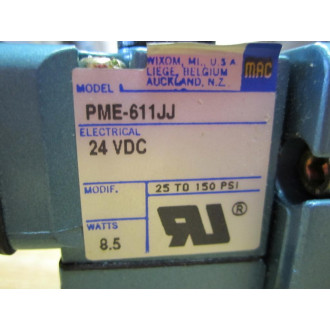 WIXOM, MI., U.S.A
LIEGE, BELGIUM
AUCKLAND, N.Z.
MAC
MODEL
PME-611JJ
ELECTRICAL
24 VDC
MODIF.
25 TO 150 PSI
WATTS
8.5
RU®